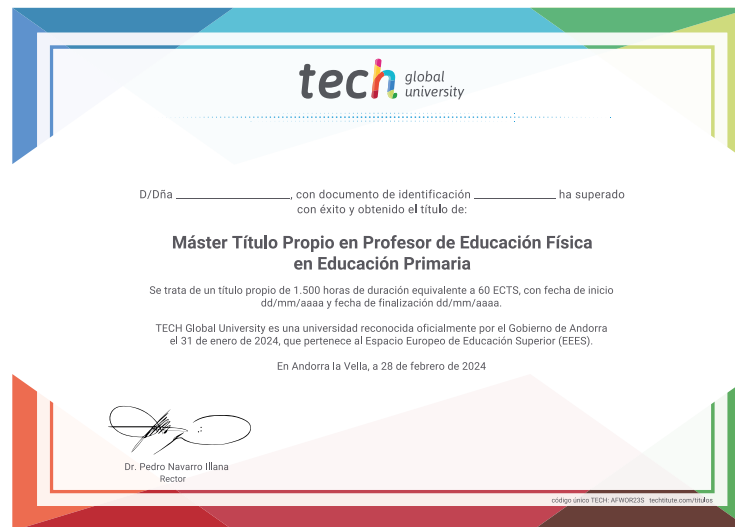 tech global university
D/Dña ____________________, con documento de identificación ______________ ha superado
con éxito y obtenido el título de:
Máster Título Propio en Profesor de Educación Física
en Educación Primaria
Se trata de un título propio de 1.500 horas de duración equivalente a 60 ECTS, con fecha de inicio
dd/mm/aaaa y fecha de finalización dd/mm/aaaa.
TECH Global University es una universidad reconocida oficialmente por el Gobierno de Andorra
el 31 de enero de 2024, que pertenece al Espacio Europeo de Educación Superior (EEES).
En Andorra la Vella, a 28 de febrero de 2024
Dr. Pedro Navarro Illana
Rector
código único TECH: AFWOR23S techtitute.com/titulos